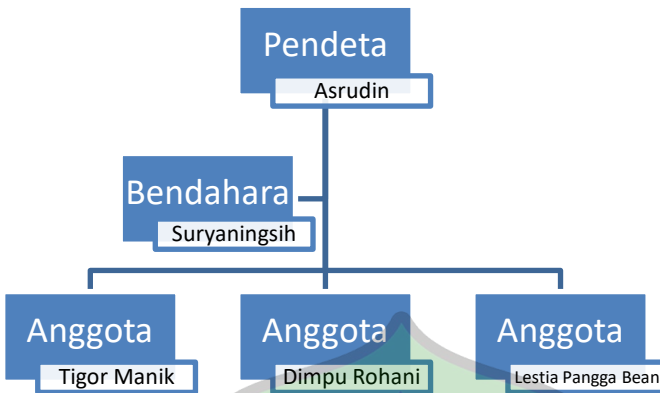 Pendeta
Asrudin
Bendahara
Suryaningsih
Anggota
Tigor Manik
Anggota
Dimpu Rohani
Anggota
Lestia Pangga Bean